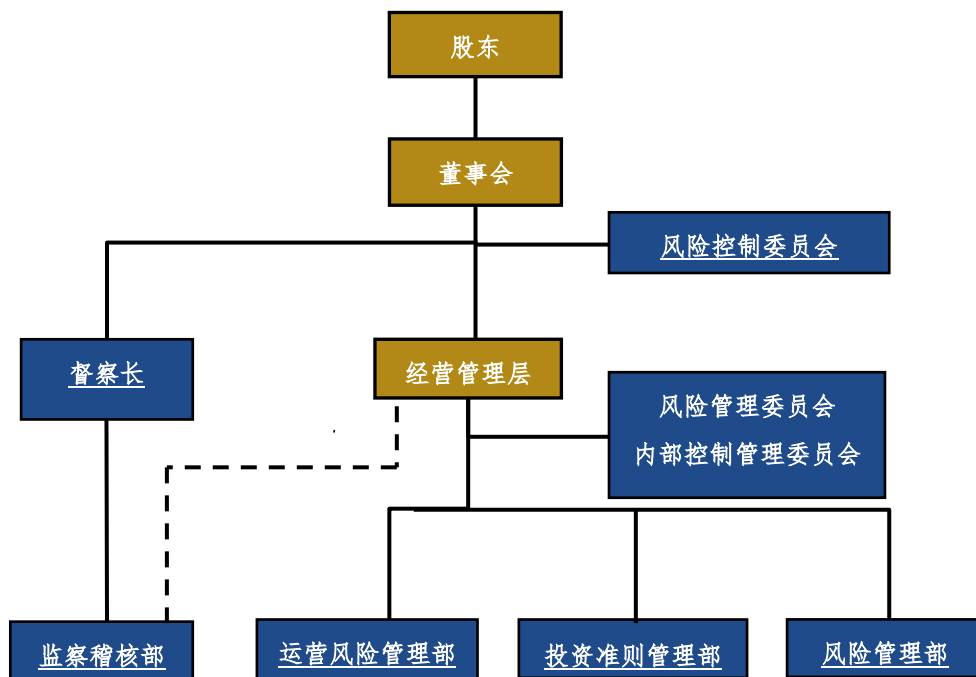 股东
董事会
风险控制委员会
督察长
经营管理层
风险管理委员会
内部控制管理委员会
监察稽核部
运营风险管理部
投资准则管理部
风险管理部